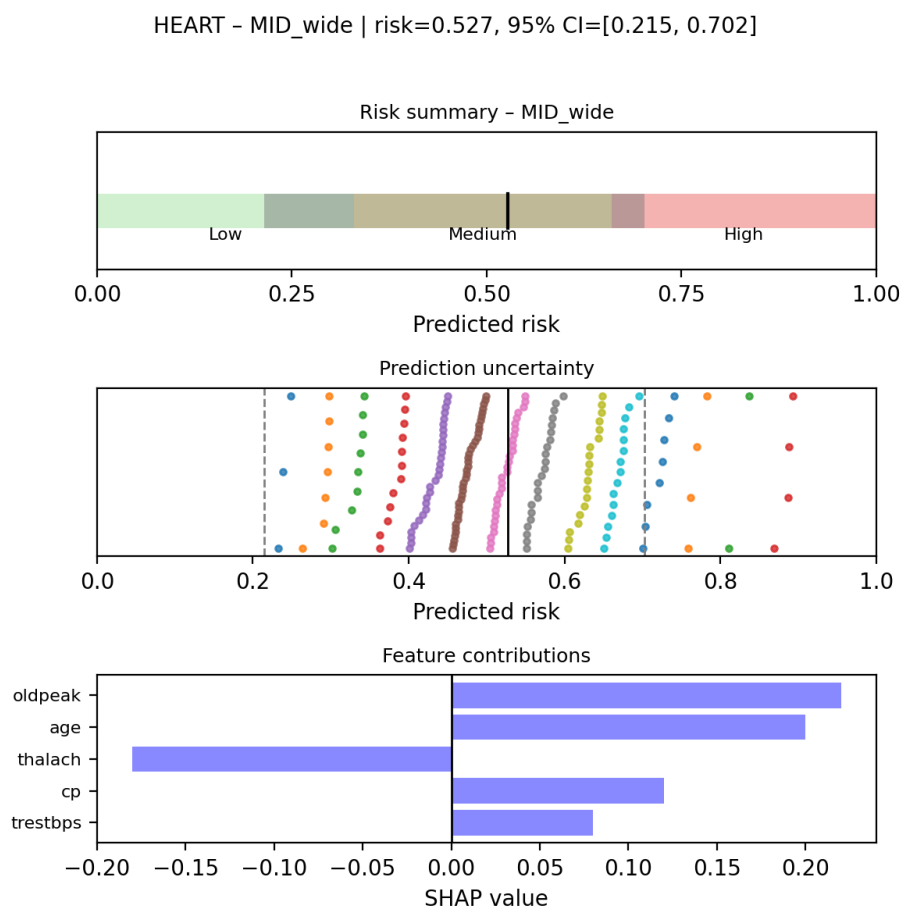 HEART – MID_wide | risk=0.527, 95% CI=[0.215, 0.702]
Risk summary – MID_wide
Low Medium High
0.00 0.25 0.50 0.75 1.00
Predicted risk
Prediction uncertainty
0.0 0.2 0.4 0.6 0.8 1.0
Predicted risk
Feature contributions
oldpeak
age
thalach
cp
trestbps
−0.20 −0.15 −0.10 −0.05 0.00 0.05 0.10 0.15 0.20
SHAP value